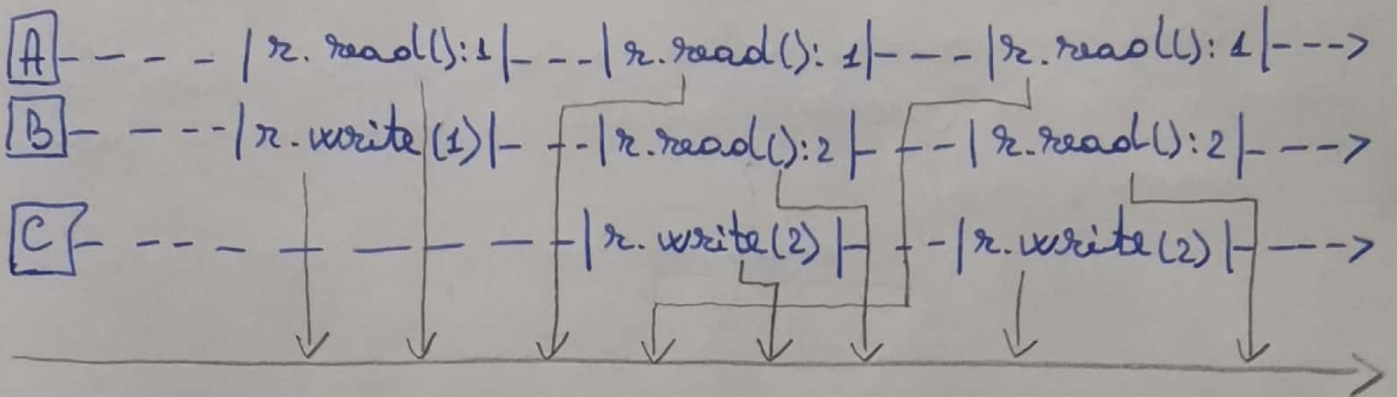 A - - - - |r.read():1|- - -|r.read(): 1|- - - -|r.read(): 1|---->
B - - - - -|r.write(1)|- - - -|r.read():2|- - - -|r.read():2|- - - ->
C - - - - - - - - -|r.write(2)|- - - -|r.write(2)|- - - ->